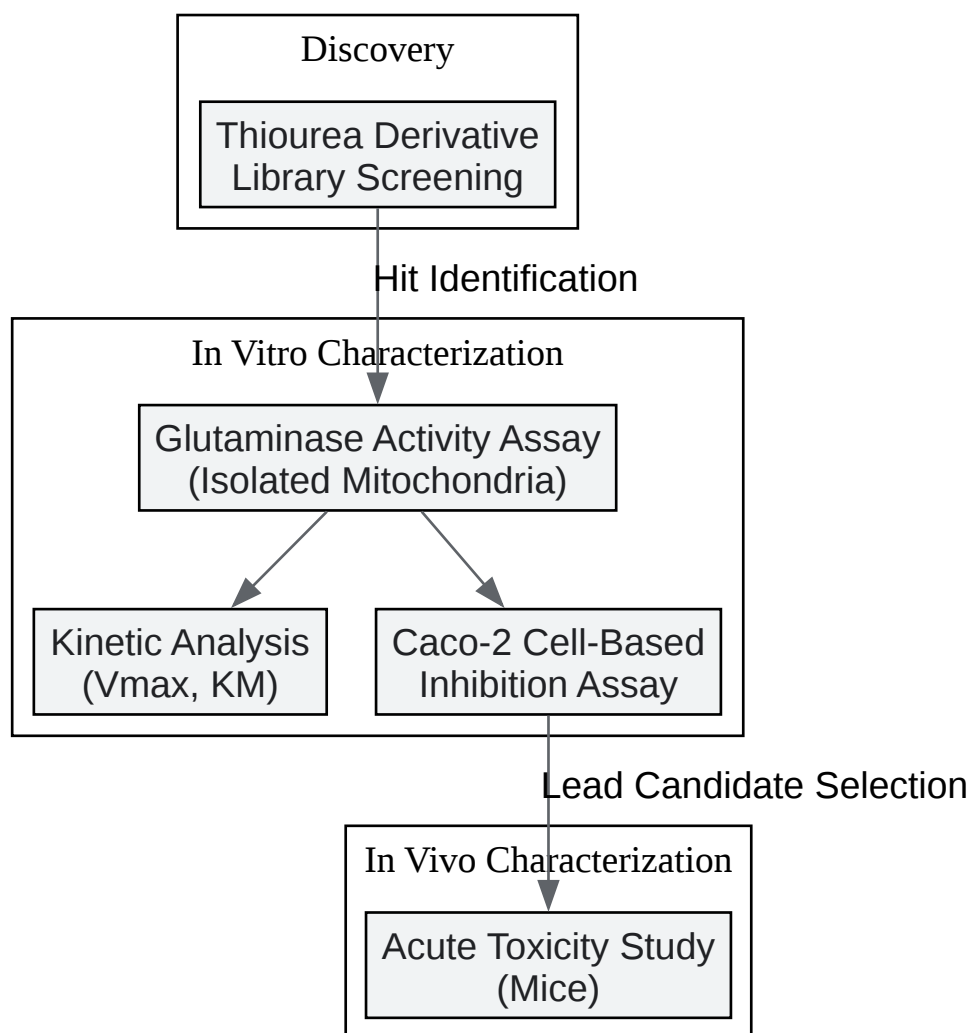 Discovery
Thiourea Derivative
Library Screening
Hit Identification
In Vitro Characterization
Glutaminase Activity Assay
(Isolated Mitochondria)
Kinetic Analysis
(Vmax, KM)
Caco-2 Cell-Based
Inhibition Assay
Lead Candidate Selection
In Vivo Characterization
Acute Toxicity Study
(Mice)